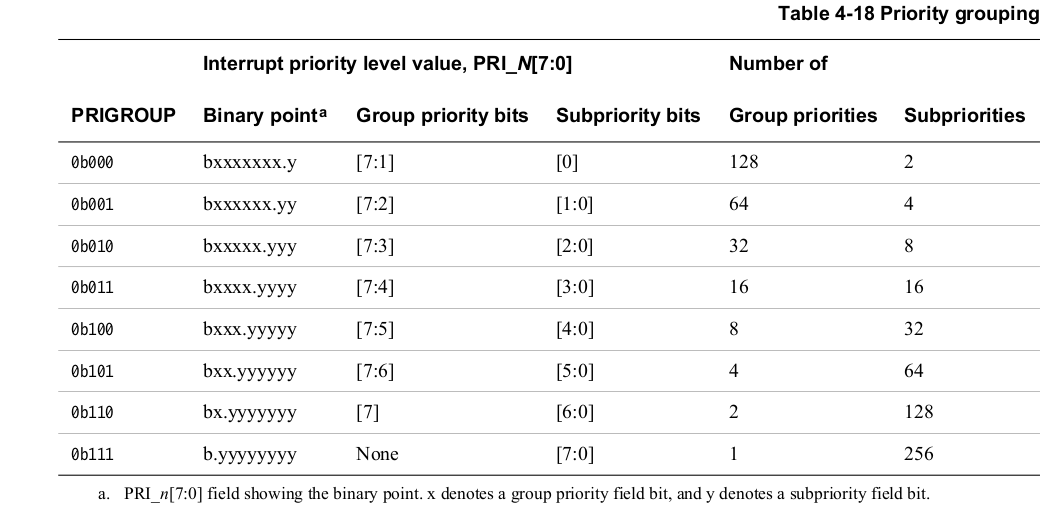 Table 4-18 Priority grouping
Interrupt priority level value, PRI_N[7:0] Number of
PRIGROUP Binary pointa Group priority bits Subpriority bits Group priorities Subpriorities
0b000 bxxxxxxx.y [7:1] [0] 128 2
0b001 bxxxxxx.yy [7:2] [1:0] 64 4
0b010 bxxxxx.yyy [7:3] [2:0] 32 8
0b011 bxxxx.yyyy [7:4] [3:0] 16 16
0b100 bxxx.yyyyy [7:5] [4:0] 8 32
0b101 bxx.yyyyyy [7:6] [5:0] 4 64
0b110 bx.yyyyyyy [7] [6:0] 2 128
0b111 b.yyyyyyyy None [7:0] 1 256
a. PRI_n[7:0] field showing the binary point. x denotes a group priority field bit, and y denotes a subpriority field bit.